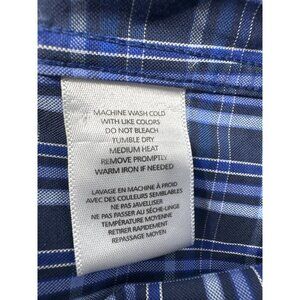 MACHINE WASH COLD
WITH LIKE COLORS
DO NOT BLEACH
TUMBLE DRY
MEDIUM HEAT
REMOVE PROMPTLY
WARM IRON IF NEEDED
LAVAGE EN MACHINE À FROID
AVEC DES COULEURS SEMBLABLES
NE PAS JAVELLISER
NE PAS PASSER AU SÈCHE-LINGE
TEMPÉRATURE MOYENNE
RETIRER RAPIDEMENT
REPASSAGE MOYEN